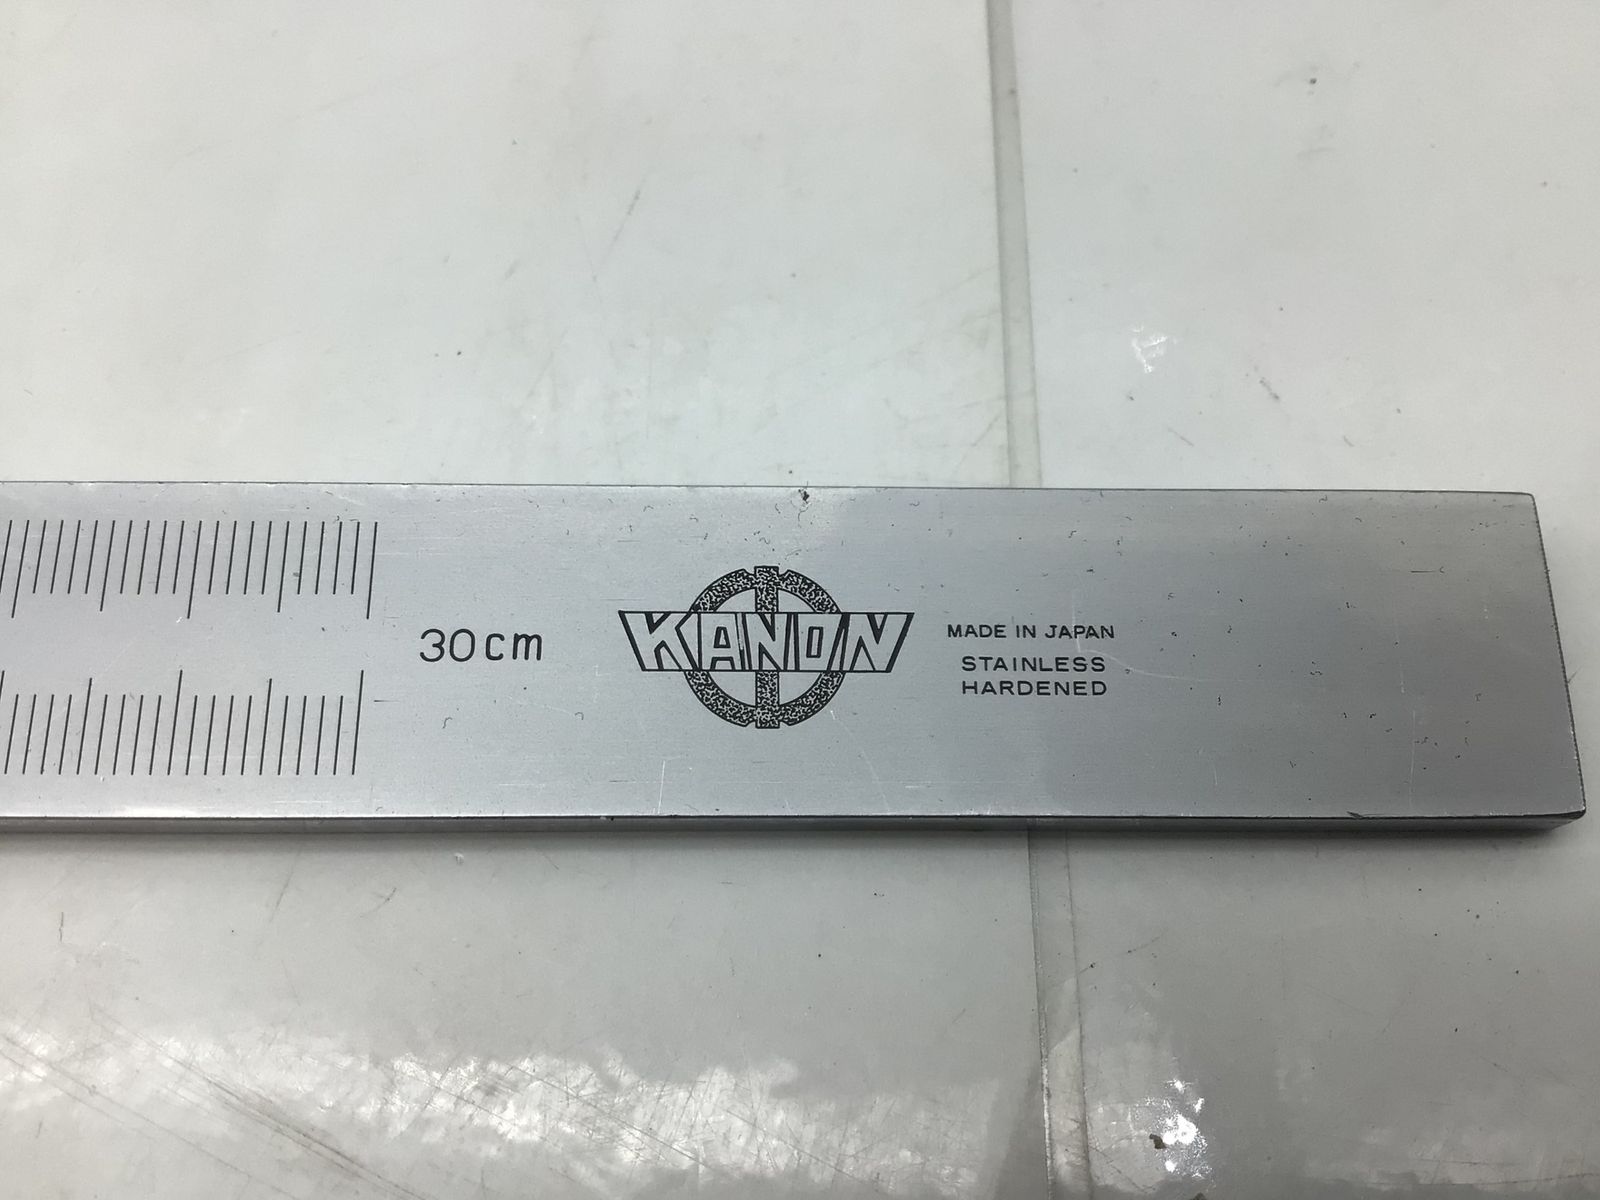 30cm
KANON
MADE IN JAPAN
STAINLESS
HARDENED